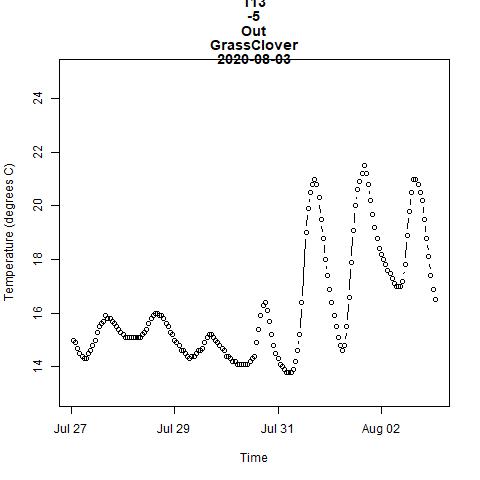 113
-5
Out
GrassClover
2020-08-03
24
22
20
18
16
14
Temperature (degrees C)
Jul 27
Jul 29
Jul 31
Aug 02
Time